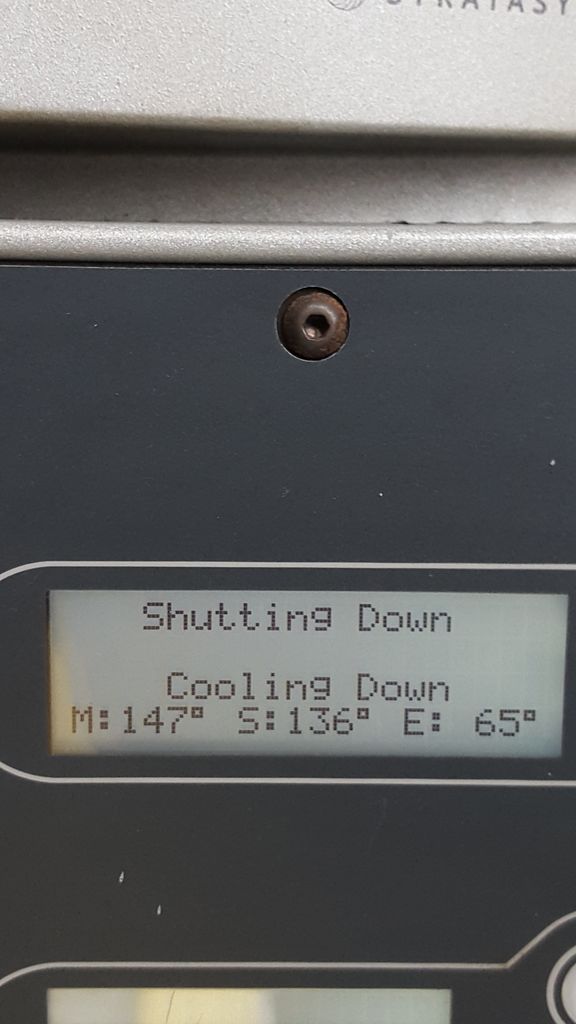 Shutting Down
Cooling Down
M:147° S:136° E: 65°